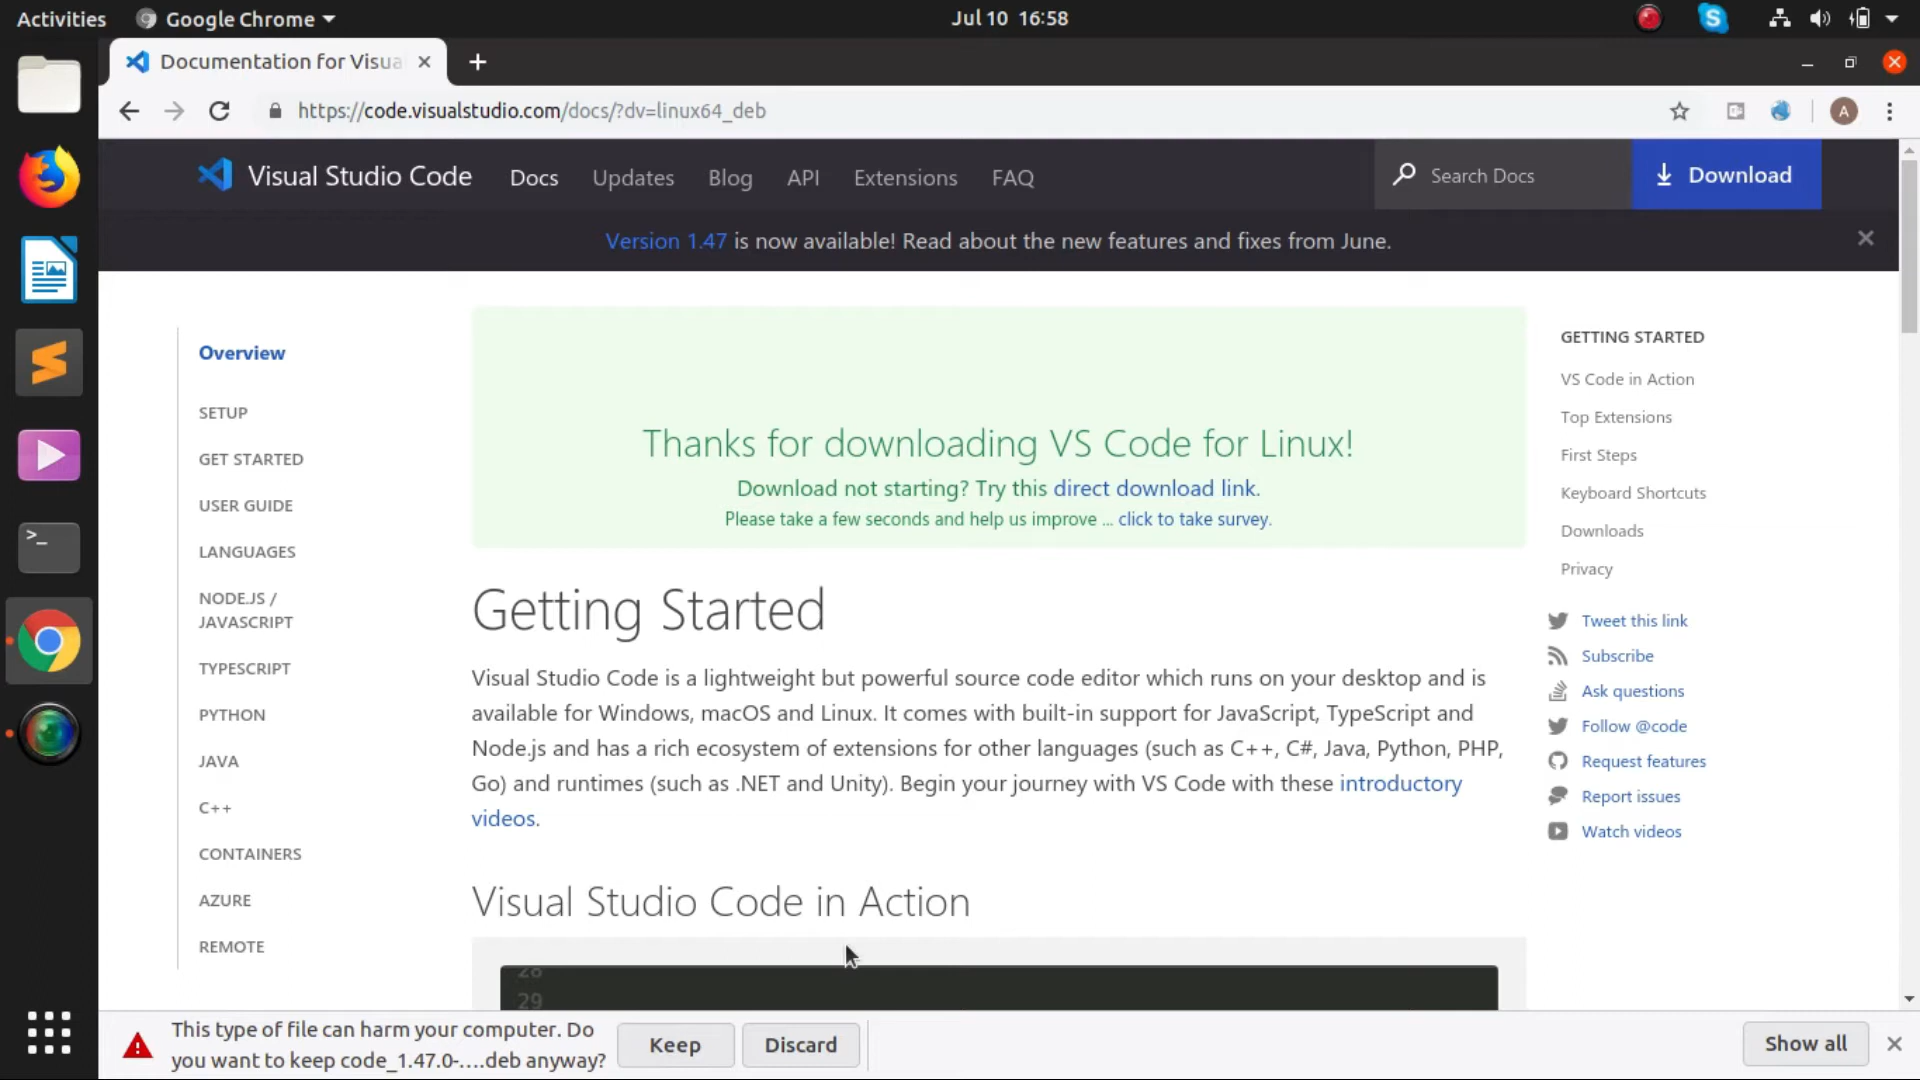 Activities
Google Chrome
Jul 10 16:58
S
Documentation for Visua
https://code.visualstudio.com/docs/?dv=linux64_deb
A
Visual Studio Code
Docs
Updates
Blog
API
Extensions
FAQ
Search Docs
Download
Version 1.47 is now available! Read about the new features and fixes from June.
Overview
SETUP
GET STARTED
USER GUIDE
LANGUAGES
NODE.JS /
JAVASCRIPT
TYPESCRIPT
PYTHON
JAVA
C++
CONTAINERS
AZURE
REMOTE
Thanks for downloading VS Code for Linux!
Download not starting? Try this direct download link.
Please take a few seconds and help us improve ... click to take survey.
Getting Started
Visual Studio Code is a lightweight but powerful source code editor which runs on your desktop and is
available for Windows, macOS and Linux. It comes with built-in support for JavaScript, TypeScript and
Node.js and has a rich ecosystem of extensions for other languages (such as C++, C#, Java, Python, PHP,
Go) and runtimes (such as .NET and Unity). Begin your journey with VS Code with these introductory
videos.
Visual Studio Code in Action
28
29
GETTING STARTED
VS Code in Action
Top Extensions
First Steps
Keyboard Shortcuts
Downloads
Privacy
Tweet this link
Subscribe
Ask questions
Follow @code
Request features
Report issues
Watch videos
This type of file can harm your computer. Do
you want to keep code_1.47.0-....deb anyway?
Keep
Discard
Show all